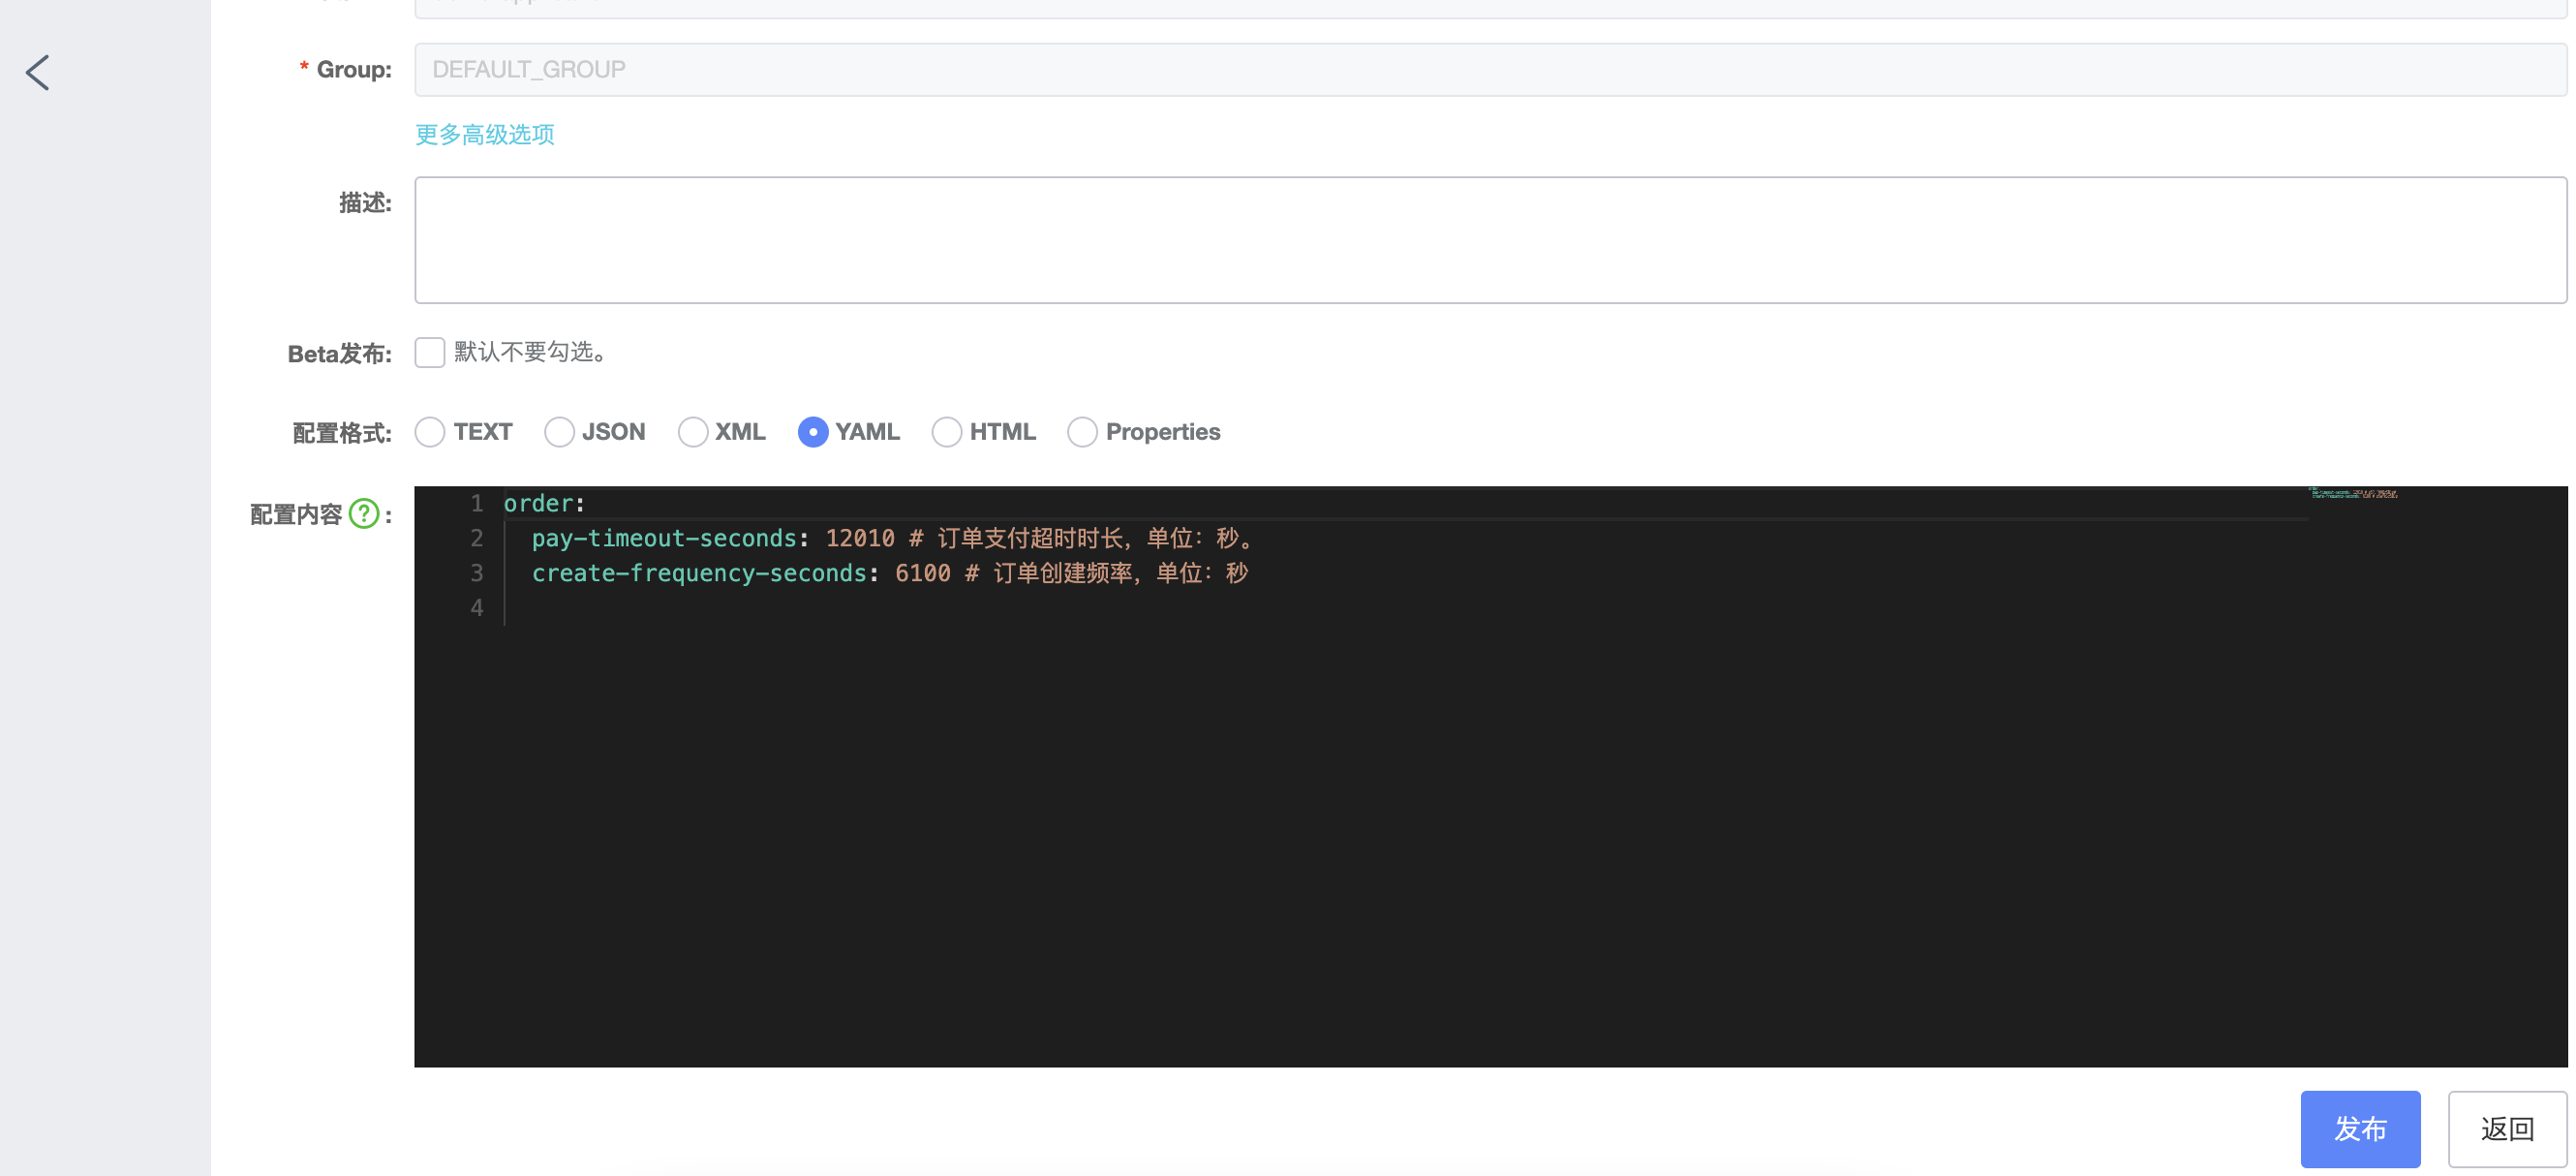 * Group: DEFAULT_GROUP
更多高级选项
描述:
Beta发布: 默认不要勾选。
配置格式: TEXT JSON XML YAML HTML Properties
配置内容 ? :
1 order:
2 pay-timeout-seconds: 12010 # 订单支付超时时长，单位：秒。
3 create-frequency-seconds: 6100 # 订单创建频率，单位：秒
4
发布 返回